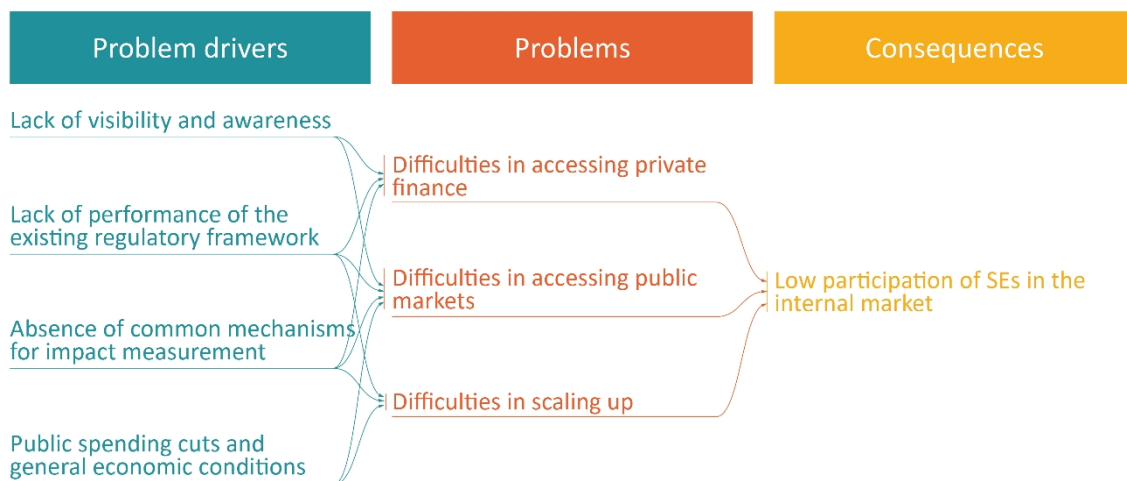 Problem drivers
Problems
Consequences
Lack of visibility and awareness
Lack of performance of the
existing regulatory framework
Absence of common mechanisms
for impact measurement
Public spending cuts and
general economic conditions
Difficulties in accessing private
finance
Difficulties in accessing public
markets
Difficulties in scaling up
Low participation of SEs in the
internal market